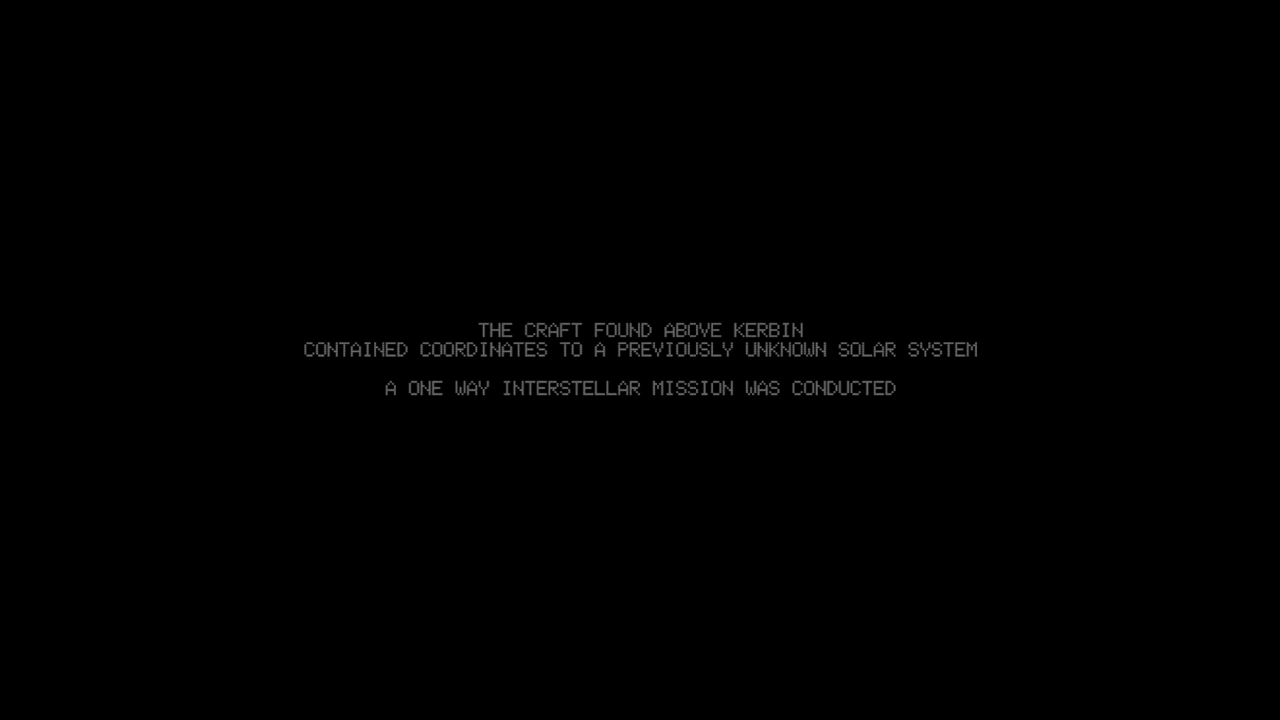 THE CRAFT FOUND ABOVE KERBIN
CONTAINED COORDINATES TO A PREVIOUSLY UNKNOWN SOLAR SYSTEM
A ONE WAY INTERSTELLAR MISSION WAS CONDUCTED